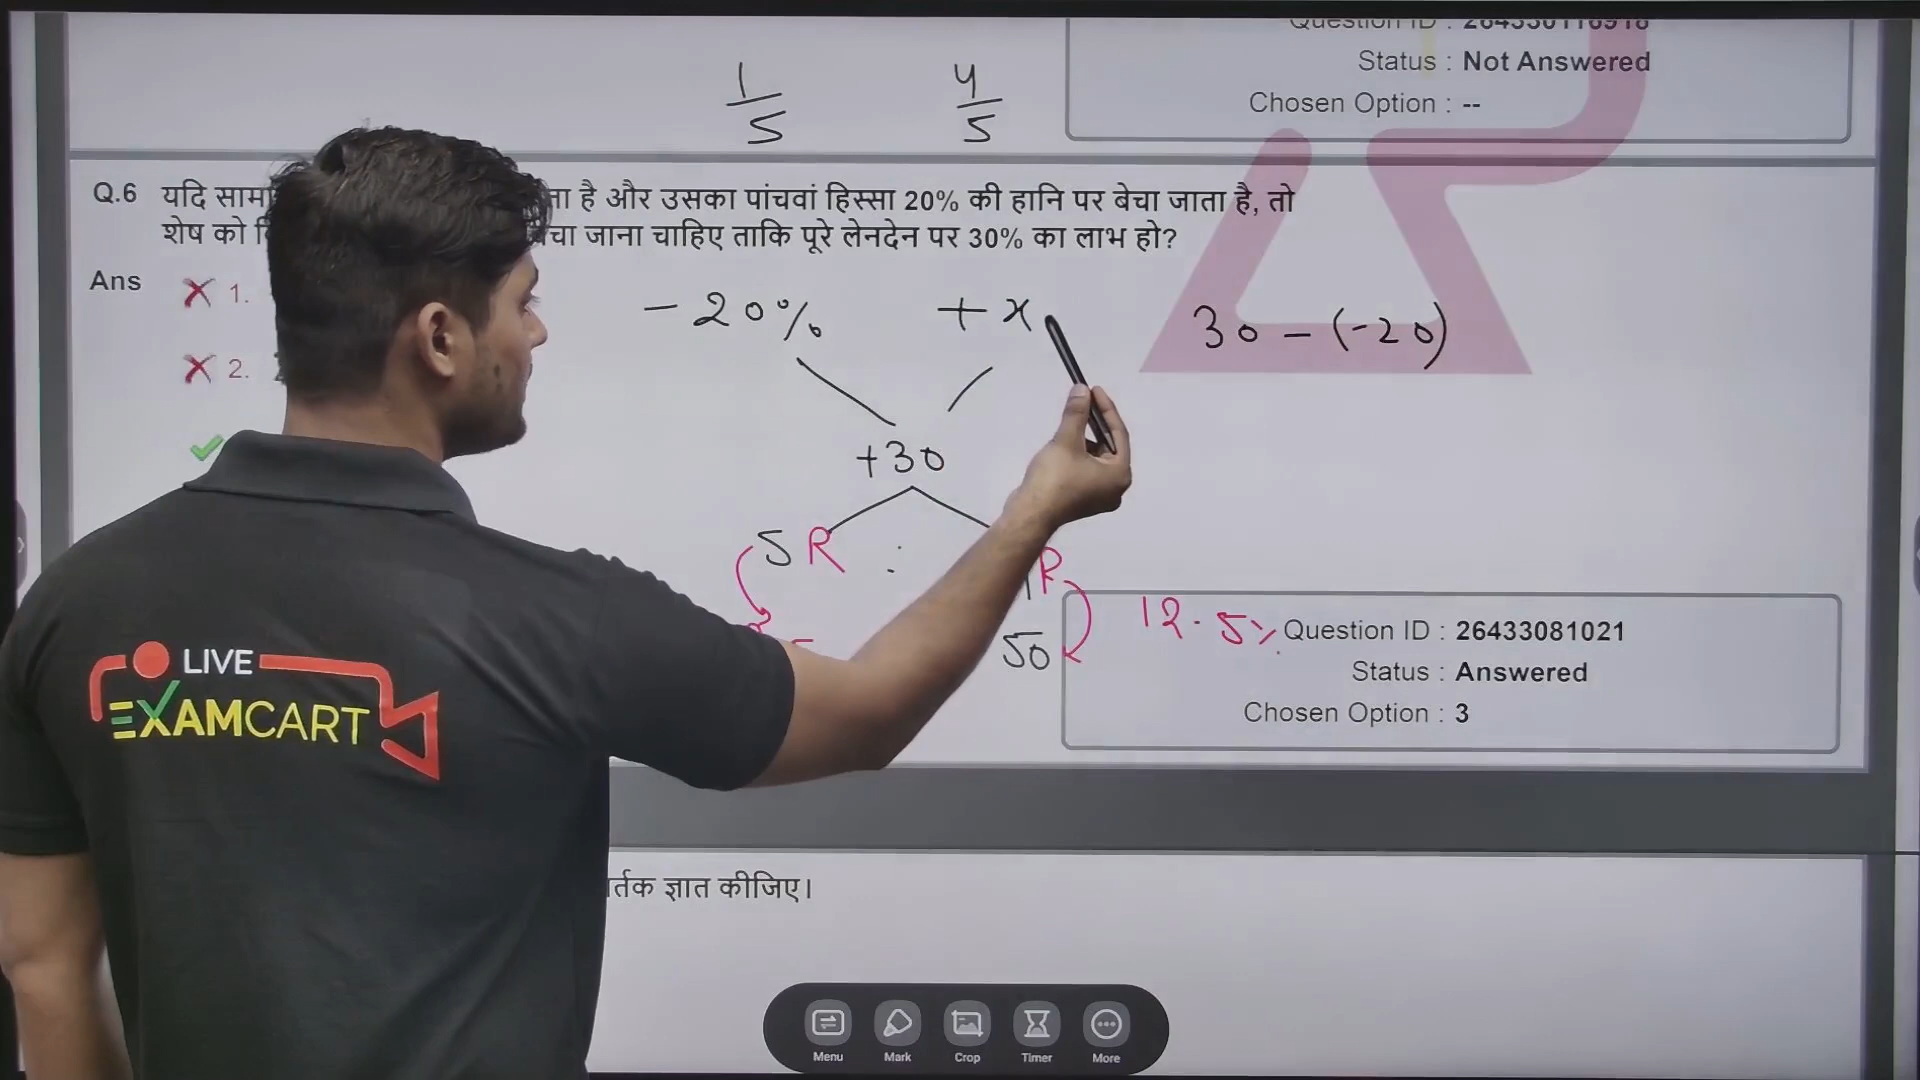 Question ID : 264330116918
Status : Not Answered
Chosen Option : --
1/5 4/5
Q.6 यदि ता है और उसका पांचवां हिस्सा 20% की हानि पर बेचा जाता है, तो
शेष को चा जाना चाहिए ताकि पूरे लेनदेन पर 30% का लाभ हो?
Ans
1.
2.
- 20% + x 30 - (-20)
+30
5 R : R
50 12.5%
Question ID : 26433081021
Status : Answered
Chosen Option : 3
LIVE
EXAMCART
र्तक ज्ञात कीजिए।
Menu Mark Crop Timer More